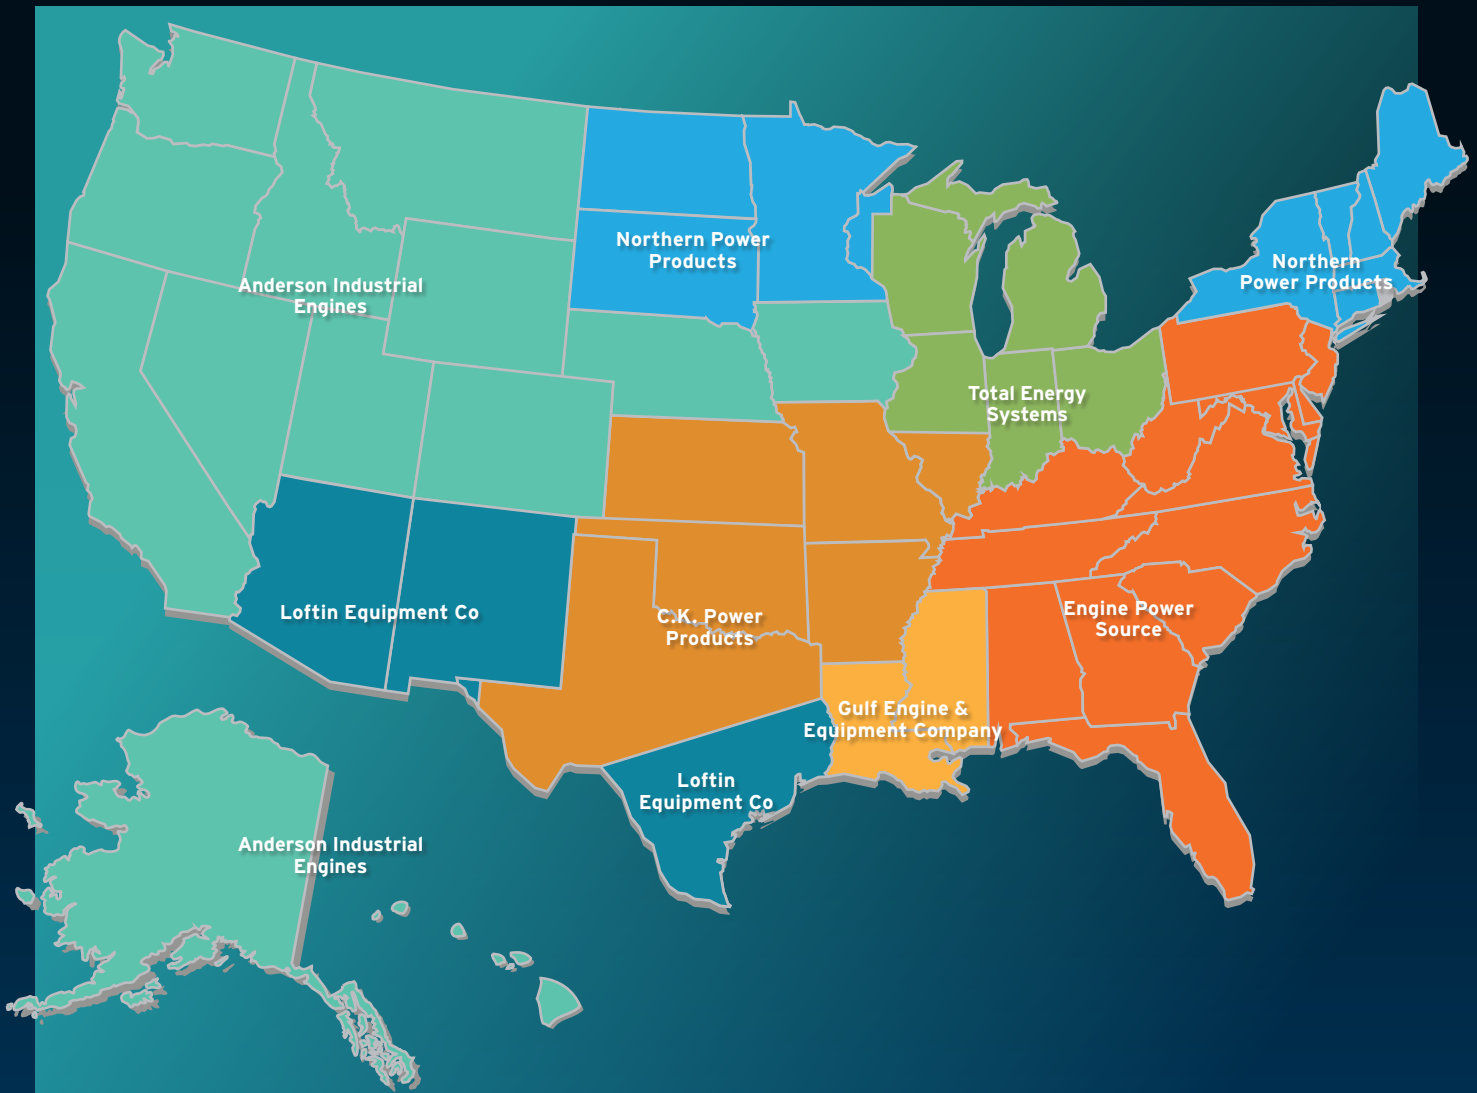 Northern Power
Products
Northern
Power Products
Anderson Industrial
Engines
Total Energy
Systems
Loftin Equipment Co
C.K. Power
Products
Engine Power
Source
Gulf Engine &
Equipment Company
Loftin
Equipment Co
Anderson Industrial
Engines